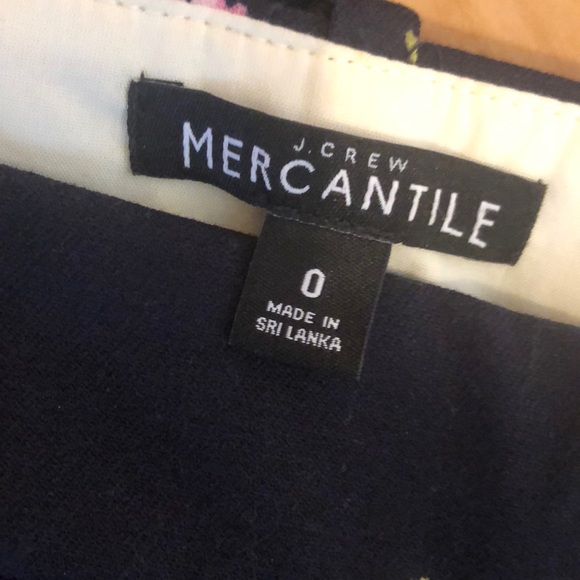 J.CREW
MERCANTILE
0
MADE IN
SRI LANKA